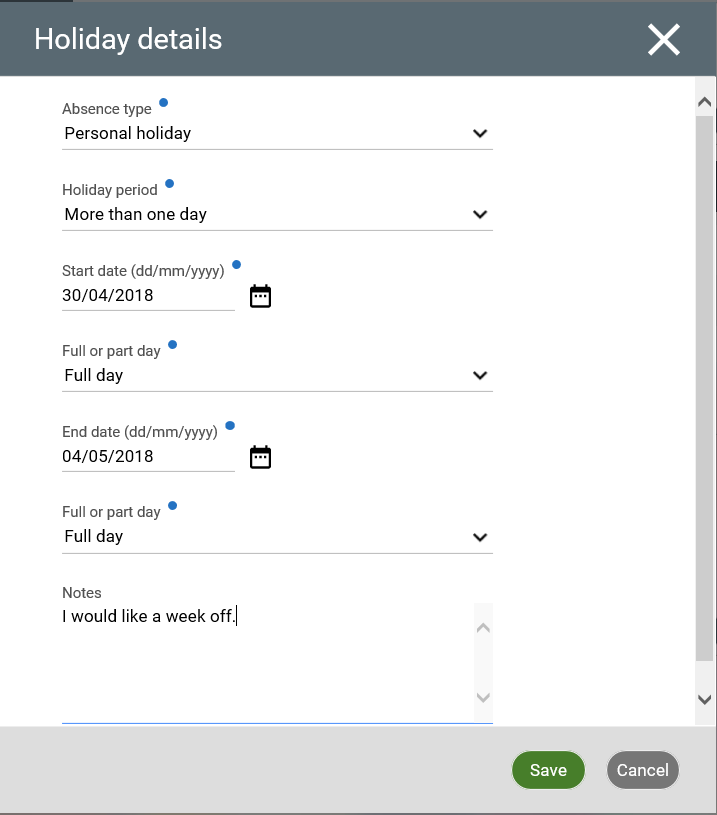 Holiday details
Absence type
Personal holiday
Holiday period
More than one day
Start date (dd/mm/yyyy)
30/04/2018
Full or part day
Full day
End date (dd/mm/yyyy)
04/05/2018
Full or part day
Full day
Notes
I would like a week off.
Save Cancel